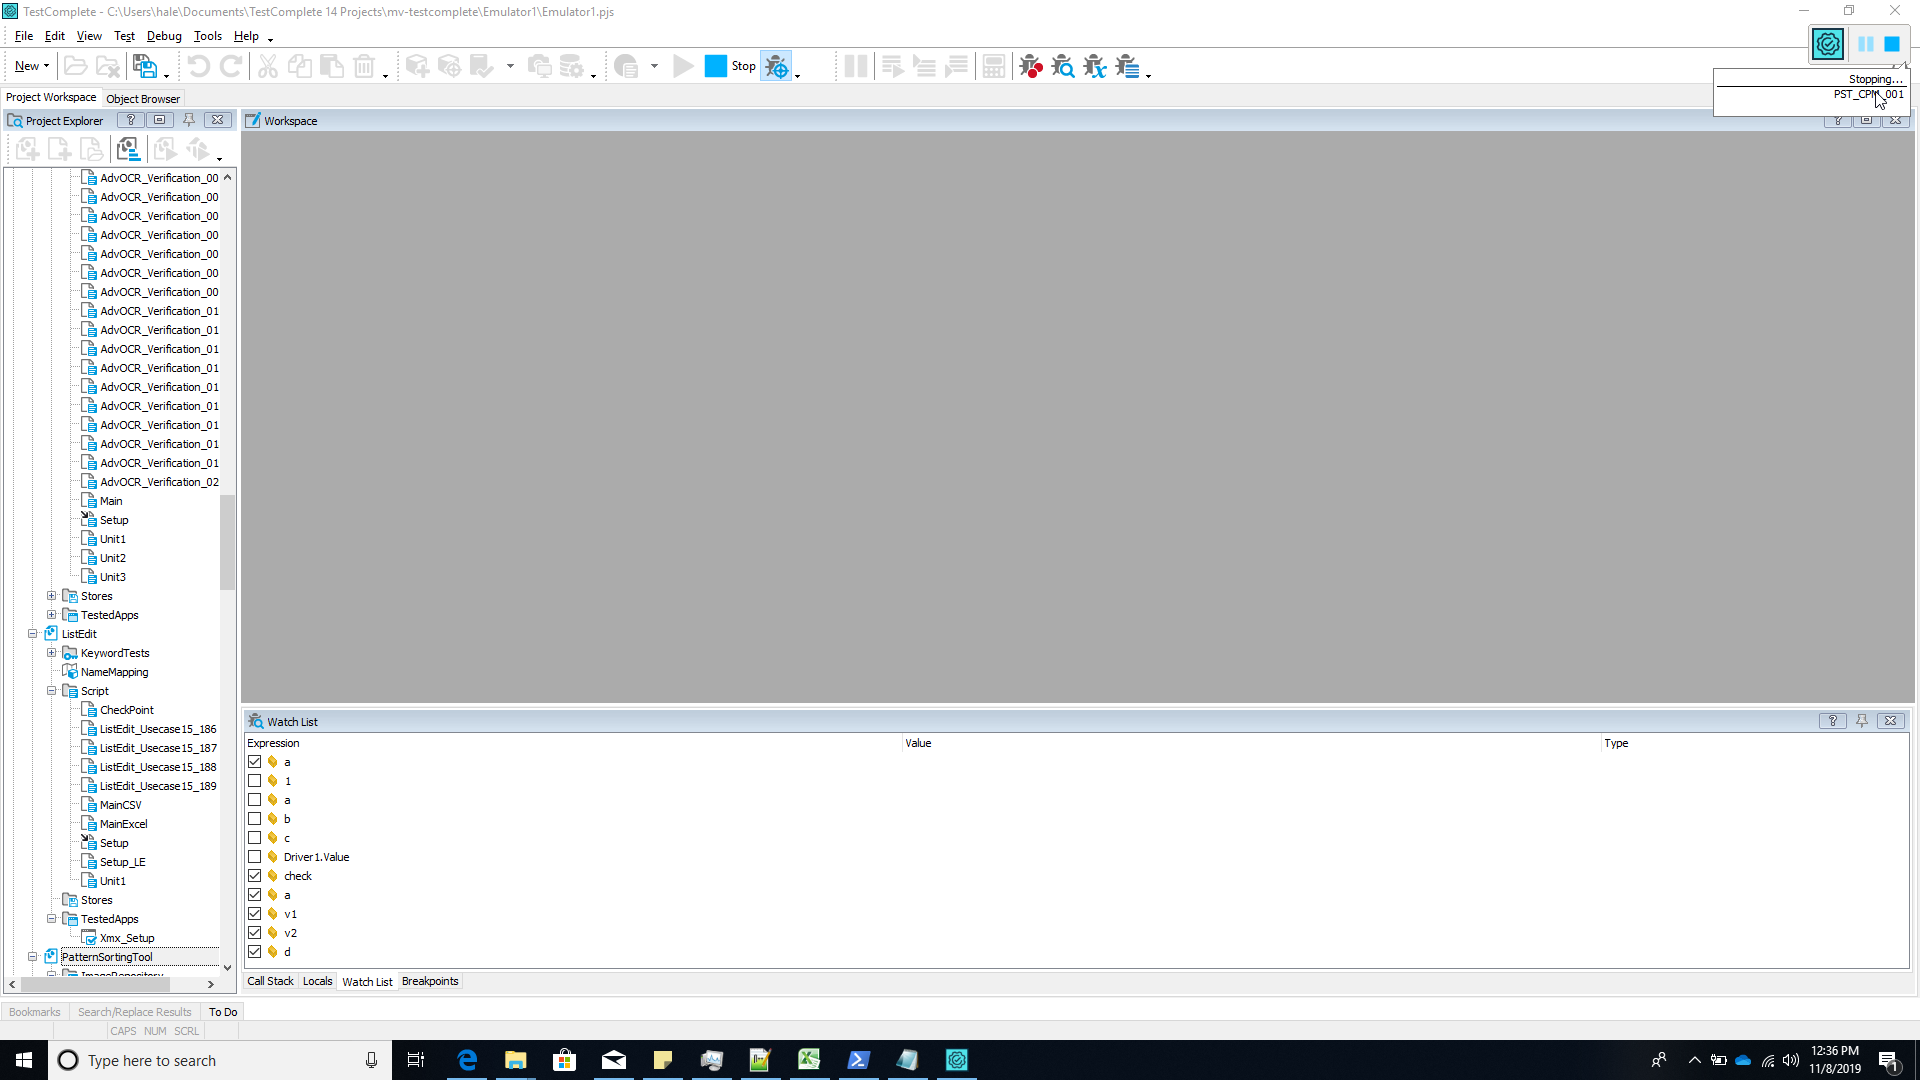 TestComplete - C:\Users\hale\Documents\TestComplete 14 Projects\mv-testcomplete\Emulator1\Emulator1.pjs
File Edit View Test Debug Tools Help
New
Stop
Stopping...
PST_CPM_001
Project Workspace Object Browser
Project Explorer
Workspace
AdvOCR_Verification_00
AdvOCR_Verification_00
AdvOCR_Verification_00
AdvOCR_Verification_00
AdvOCR_Verification_00
AdvOCR_Verification_00
AdvOCR_Verification_00
AdvOCR_Verification_01
AdvOCR_Verification_01
AdvOCR_Verification_01
AdvOCR_Verification_01
AdvOCR_Verification_01
AdvOCR_Verification_01
AdvOCR_Verification_01
AdvOCR_Verification_01
AdvOCR_Verification_01
AdvOCR_Verification_02
Main
Setup
Unit1
Unit2
Unit3
Stores
TestedApps
ListEdit
KeywordTests
NameMapping
Script
CheckPoint
ListEdit_Usecase15_186
ListEdit_Usecase15_187
ListEdit_Usecase15_188
ListEdit_Usecase15_189
MainCSV
MainExcel
Setup
Setup_LE
Unit1
Stores
TestedApps
Xmx_Setup
PatternSortingTool
ImageRepository
Watch List
Expression Value Type
a
1
a
b
c
Driver1.Value
check
a
v1
v2
d
Call Stack Locals Watch List Breakpoints
Bookmarks Search/Replace Results To Do
CAPS NUM SCRL
Type here to search
12:36 PM
11/8/2019
1